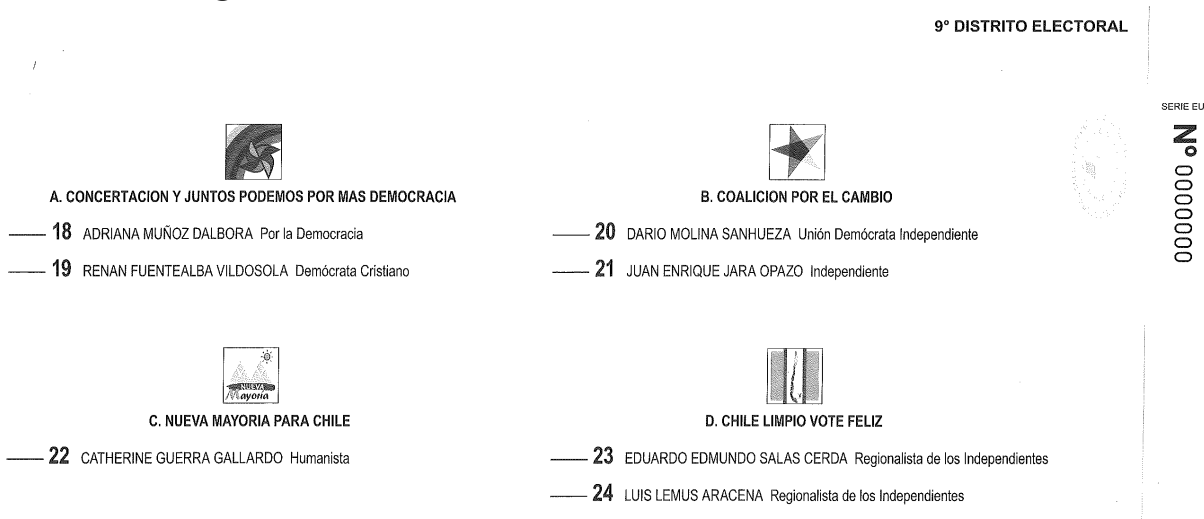 9° DISTRITO ELECTORAL
SERIE EU
Nº 000000
A. CONCERTACION Y JUNTOS PODEMOS POR MAS DEMOCRACIA
18 ADRIANA MUÑOZ DALBORA Por la Democracia
19 RENAN FUENTEALBA VILDOSOLA Demócrata Cristiano
B. COALICION POR EL CAMBIO
20 DARIO MOLINA SANHUEZA Unión Demócrata Independiente
21 JUAN ENRIQUE JARA OPAZO Independiente
NUEVA
Mayoria
C. NUEVA MAYORIA PARA CHILE
22 CATHERINE GUERRA GALLARDO Humanista
D. CHILE LIMPIO VOTE FELIZ
23 EDUARDO EDMUNDO SALAS CERDA Regionalista de los Independientes
24 LUIS LEMUS ARACENA Regionalista de los Independientes